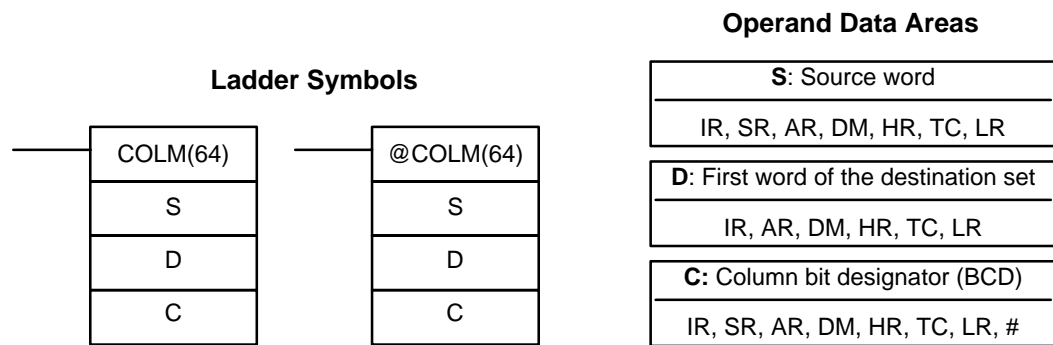 Ladder Symbols
COLM(64)
S
D
C
@COLM(64)
S
D
C
Operand Data Areas
S: Source word
IR, SR, AR, DM, HR, TC, LR
D: First word of the destination set
IR, AR, DM, HR, TC, LR
C: Column bit designator (BCD)
IR, SR, AR, DM, HR, TC, LR, #